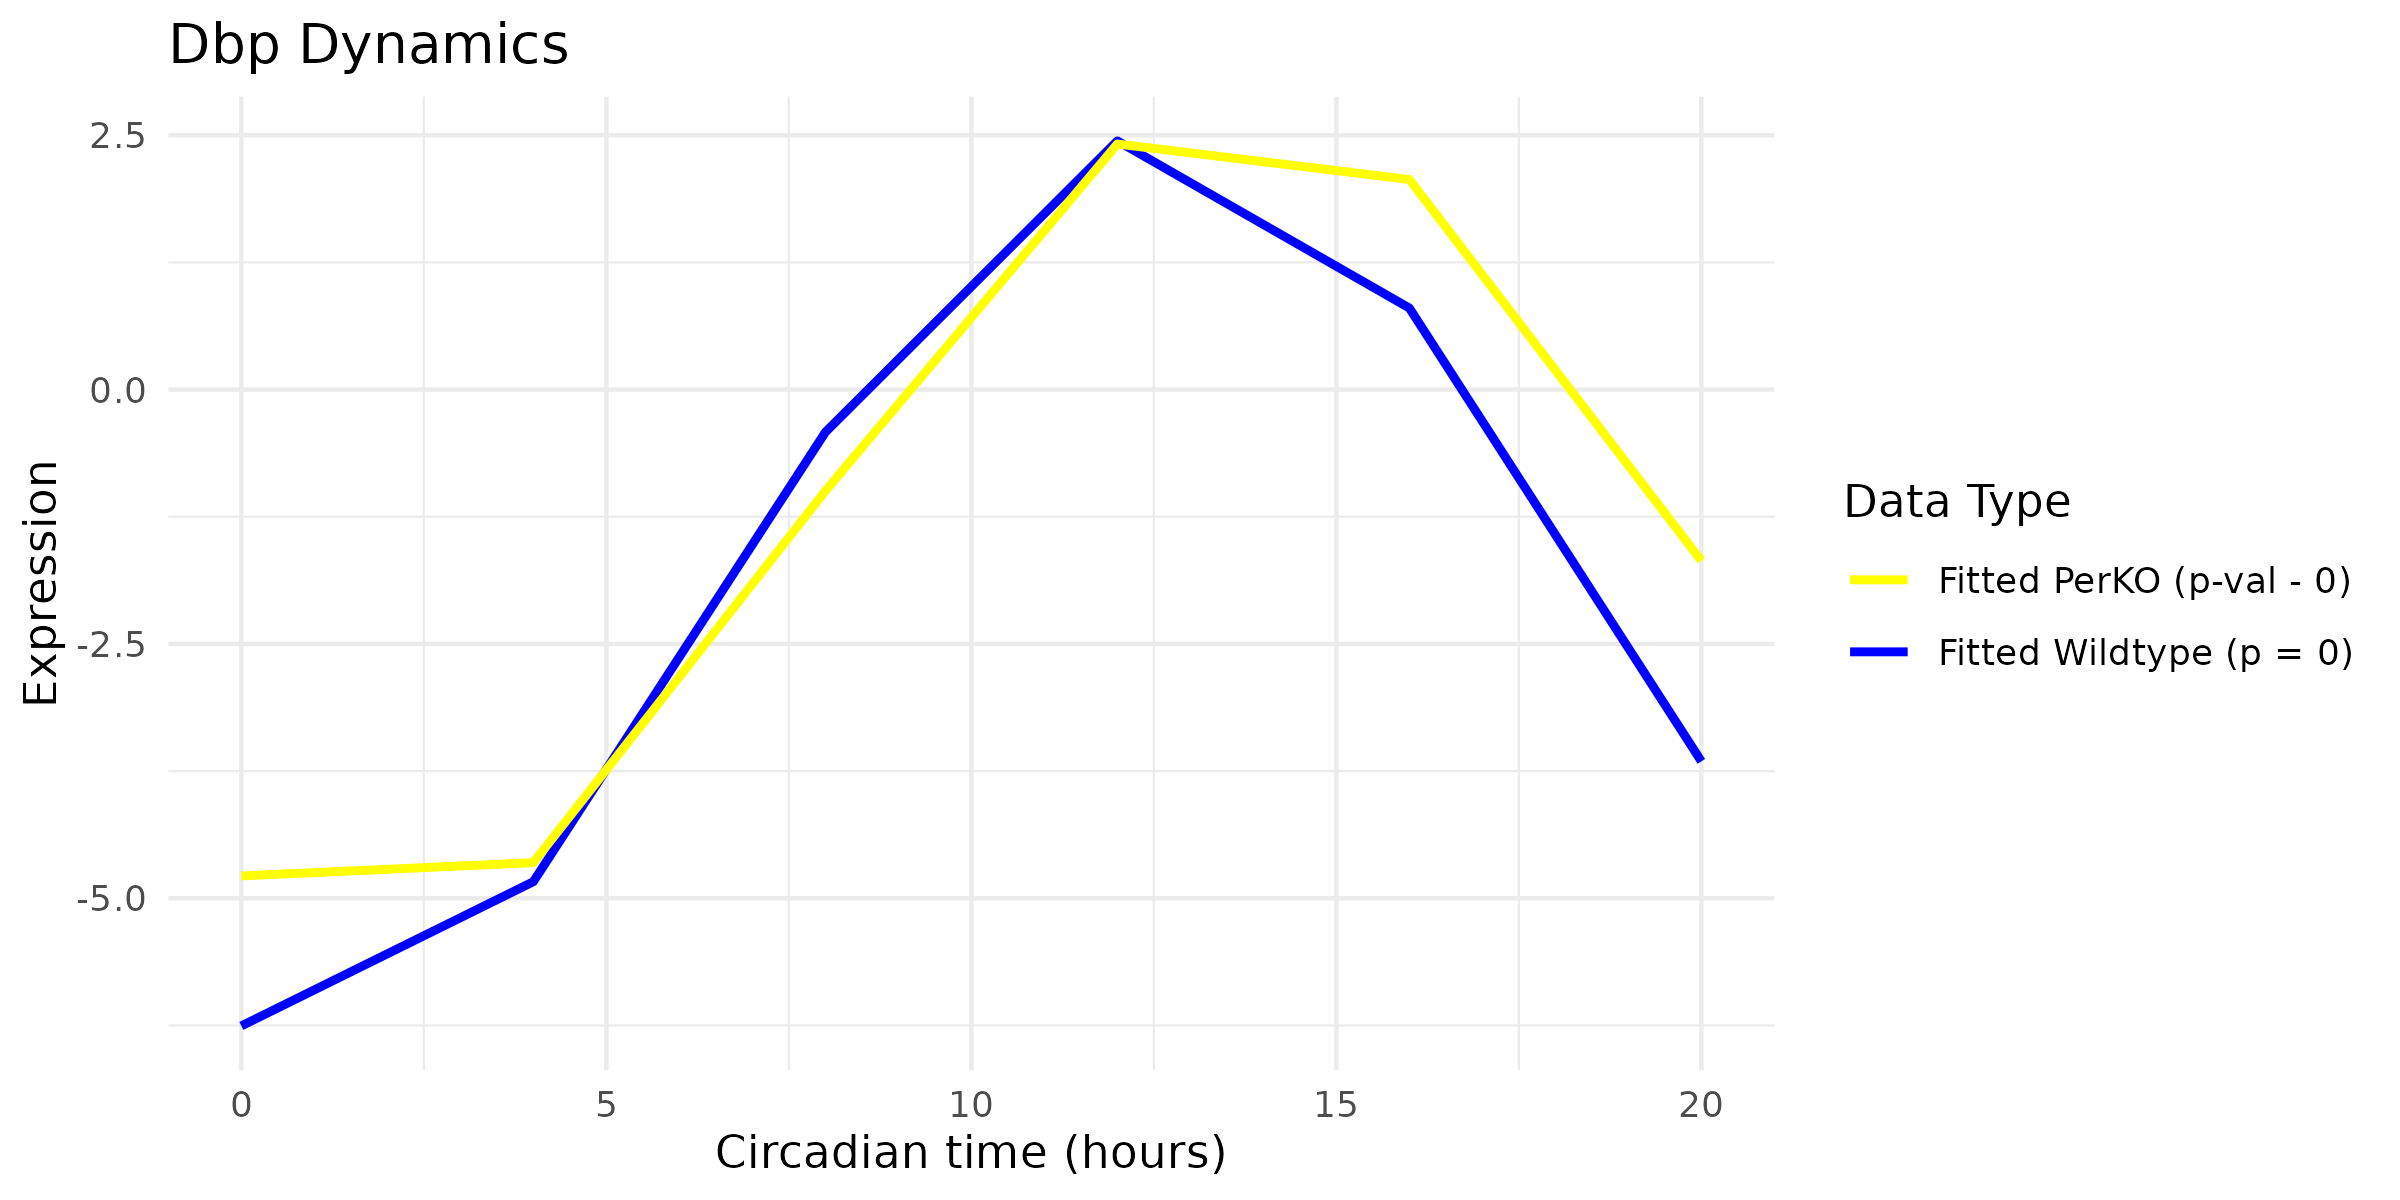 Dbp Dynamics
2.5
0.0
-2.5
-5.0
Expression
0 5 10 15 20
Circadian time (hours)
Data Type
Fitted PerKO (p-val - 0)
Fitted Wildtype (p = 0)